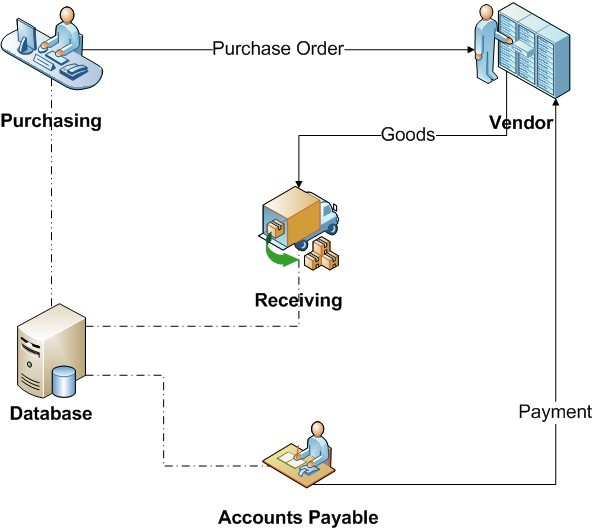 Purchase Order
Purchasing
Vendor
Goods
Receiving
Database
Payment
Accounts Payable